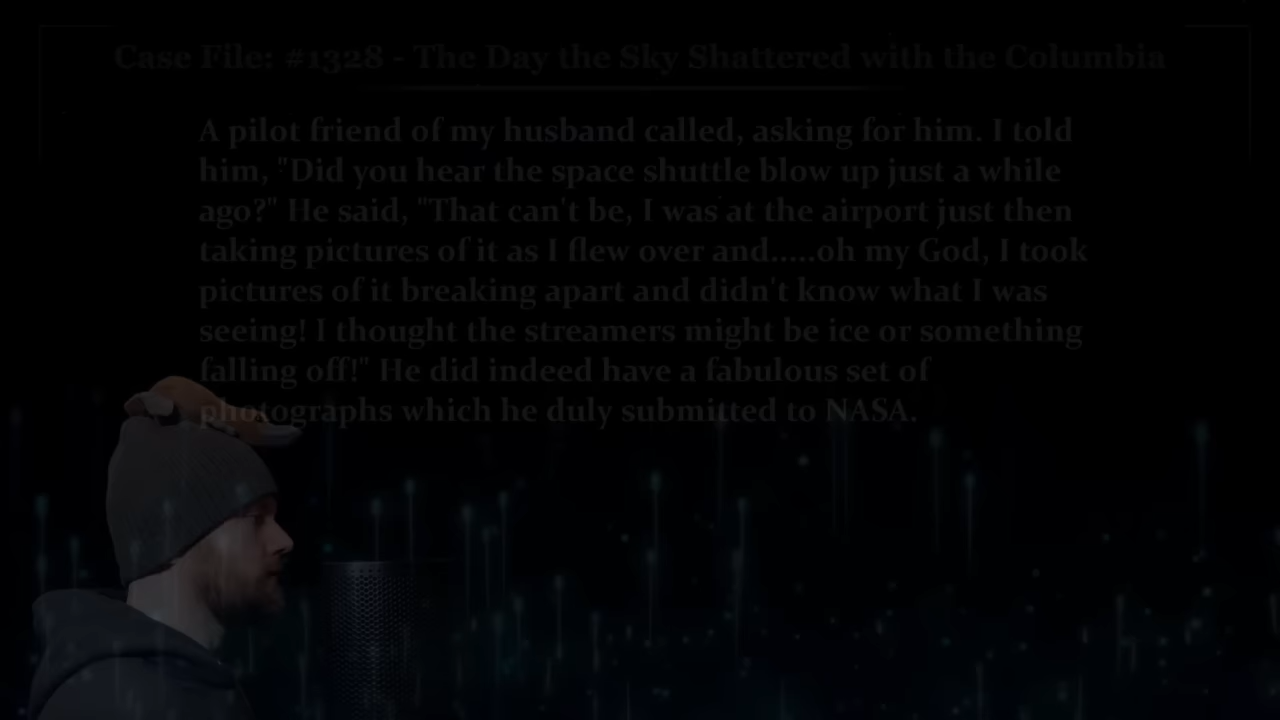 Case File: #1328 - The Day the Sky Shattered with the Columbia
A pilot friend of my husband called, asking for him. I told
him, "Did you hear the space shuttle blow up just a while
ago?" He said, "That can't be, I was at the airport just then
taking pictures of it as I flew over and.....oh my God, I took
pictures of it breaking apart and didn't know what I was
seeing! I thought the streamers might be ice or something
falling off!" He did indeed have a fabulous set of
photographs which he duly submitted to NASA.